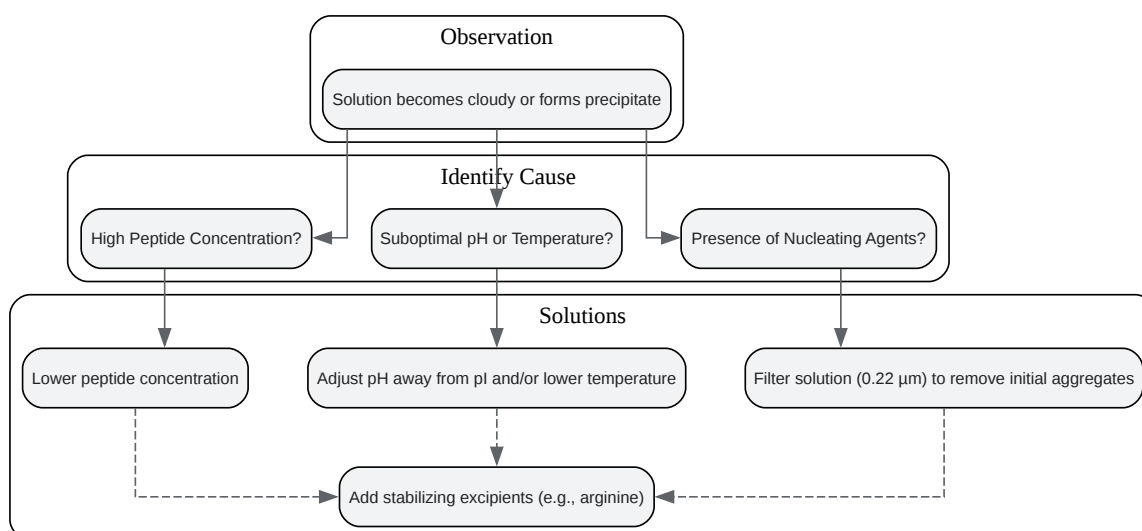 Observation
Solution becomes cloudy or forms precipitate
Identify Cause
High Peptide Concentration?
Suboptimal pH or Temperature?
Presence of Nucleating Agents?
Solutions
Lower peptide concentration
Adjust pH away from pI and/or lower temperature
Filter solution (0.22 µm) to remove initial aggregates
Add stabilizing excipients (e.g., arginine)